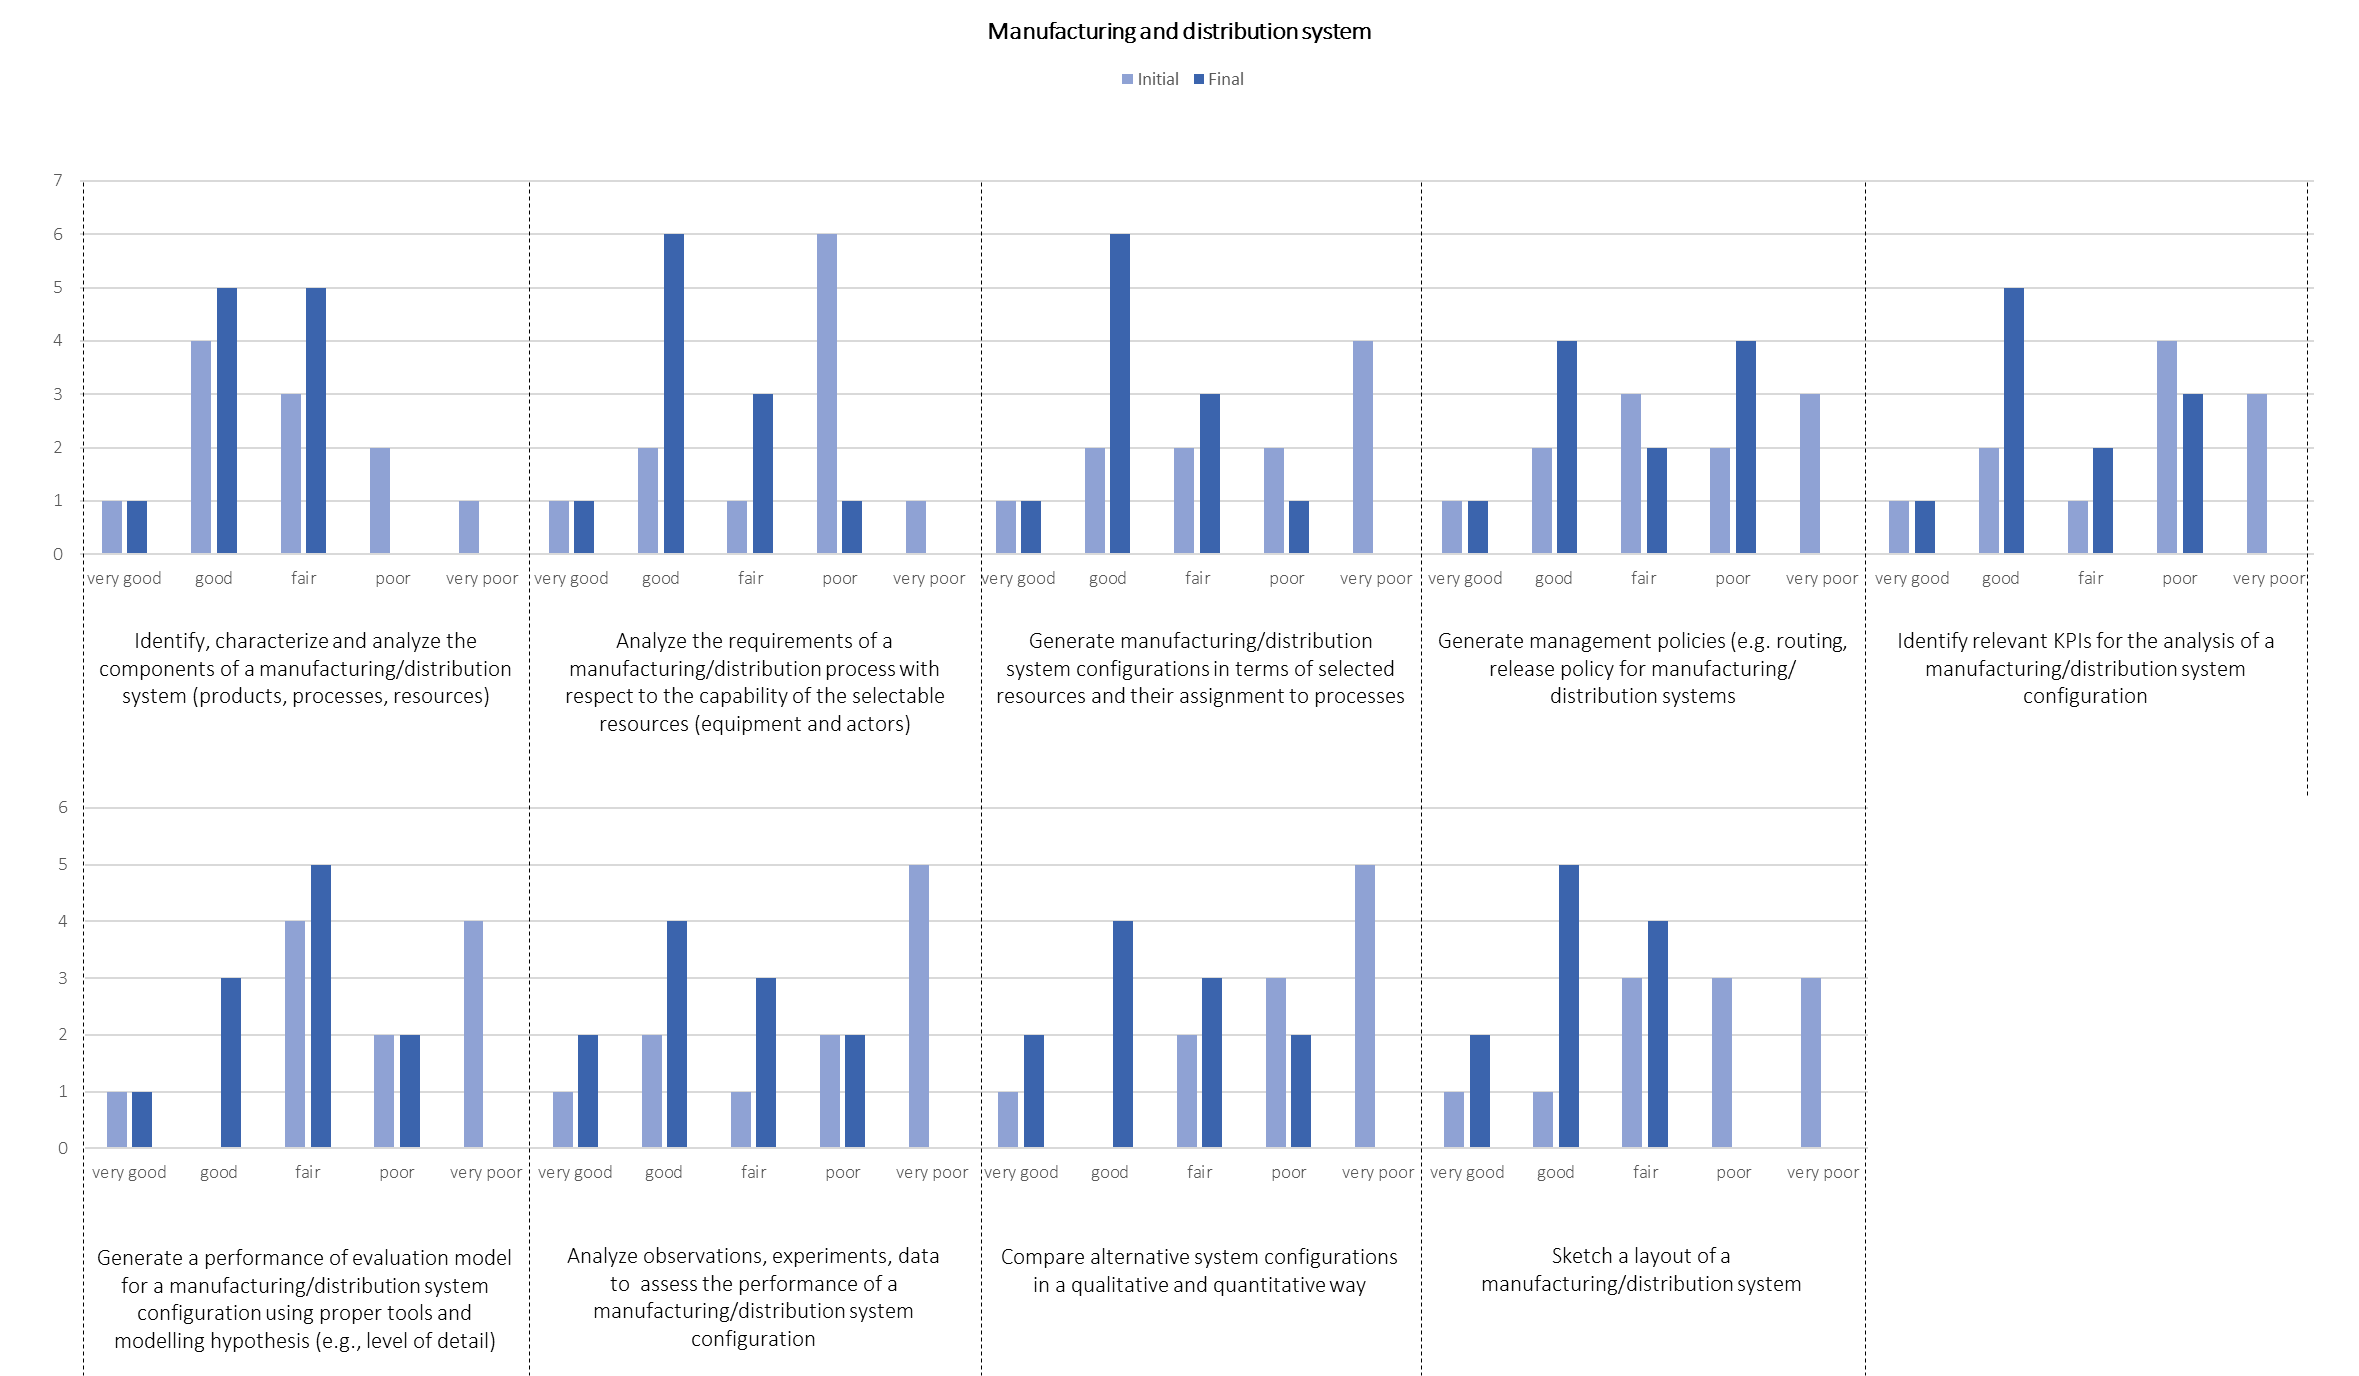 Manufacturing and distribution system
Initial Final
7
6
5
4
3
2
1
0
very good good fair poor very poor very good good fair poor very poor very good good fair poor very poor very good good fair poor very poor very good good fair poor very poor
Identify, characterize and analyze the
components of a manufacturing/distribution
system (products, processes, resources)
Analyze the requirements of a
manufacturing/distribution process with
respect to the capability of the selectable
resources (equipment and actors)
Generate manufacturing/distribution
system configurations in terms of selected
resources and their assignment to processes
Generate management policies (e.g. routing,
release policy for manufacturing/
distribution systems
Identify relevant KPIs for the analysis of a
manufacturing/distribution system
configuration
6
5
4
3
2
1
0
very good good fair poor very poor very good good fair poor very poor very good good fair poor very poor very good good fair poor very poor
Generate a performance of evaluation model
for a manufacturing/distribution system
configuration using proper tools and
modelling hypothesis (e.g., level of detail)
Analyze observations, experiments, data
to  assess the performance of a
manufacturing/distribution system
configuration
Compare alternative system configurations
in a qualitative and quantitative way
Sketch a layout of a
manufacturing/distribution system